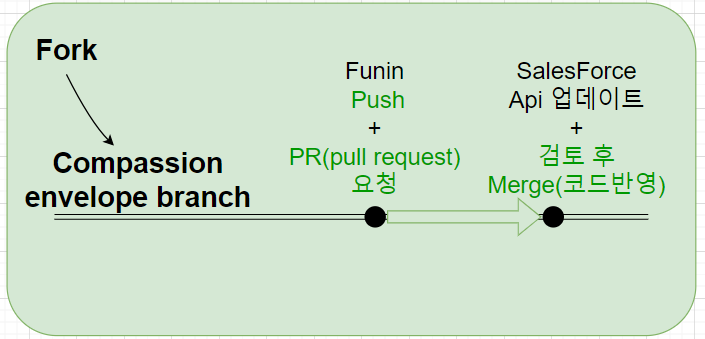 Fork
Compassion
envelope branch
Funin
Push
+
PR(pull request)
요청
SalesForce
Api 업데이트
+
검토 후
Merge(코드반영)